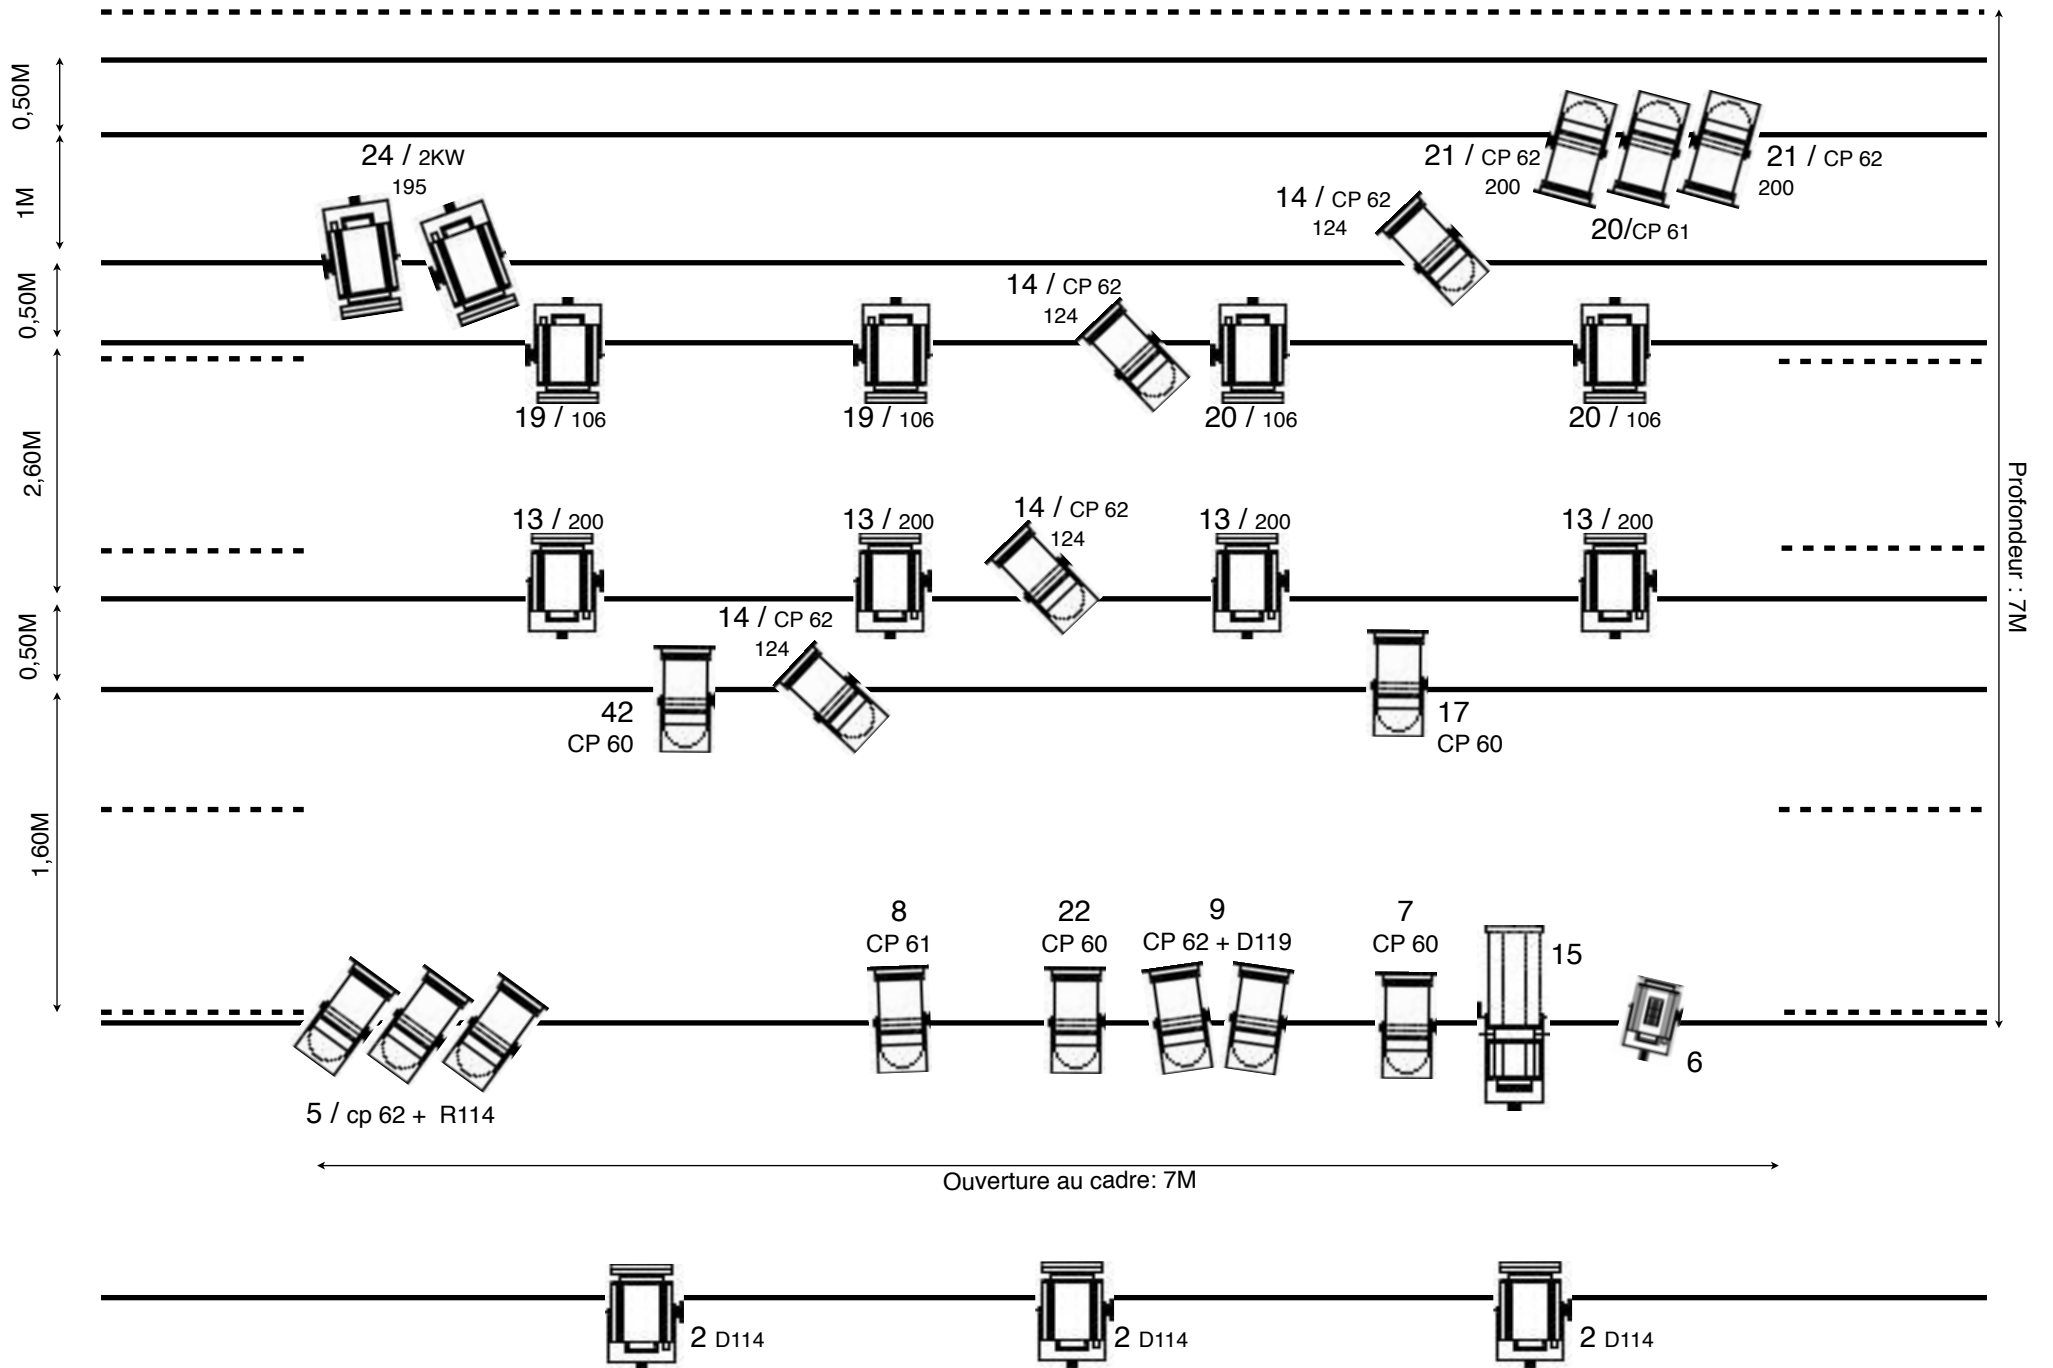 0,50M
1M
0,50M
2,60M
0,50M
1,60M
Profondeur : 7M
24 / 2KW
195
21 / CP 62
200
21 / CP 62
200
20/CP 61
14 / CP 62
124
14 / CP 62
124
19 / 106
19 / 106
20 / 106
20 / 106
13 / 200
13 / 200
14 / CP 62
124
13 / 200
13 / 200
14 / CP 62
124
42
CP 60
17
CP 60
8
CP 61
22
CP 60
9
CP 62 + D119
7
CP 60
15
6
5 / cp 62 + R114
Ouverture au cadre: 7M
2 D114
2 D114
2 D114